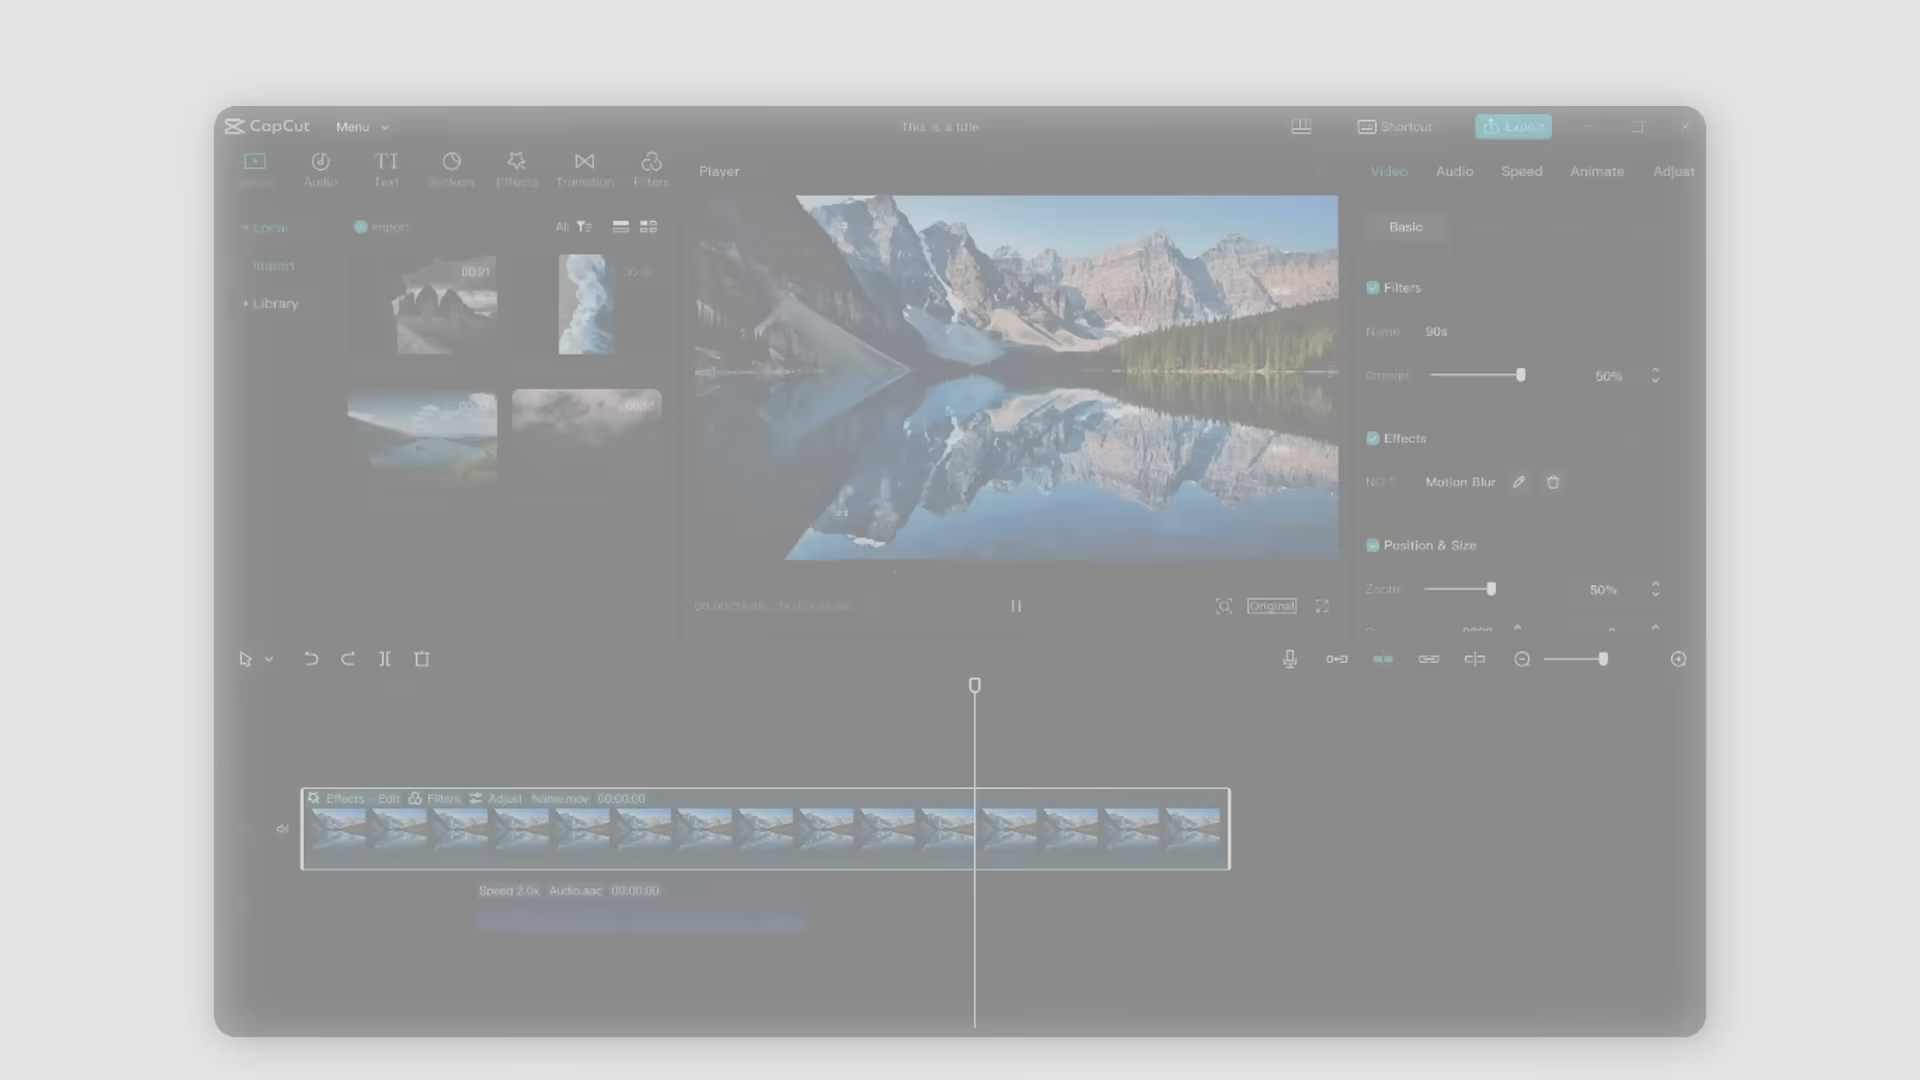 CapCut Menu This is a title Shortcut Export
Audio TI Text Stickers Effects Transition Filters
Player
Video Audio Speed Animate Adjust
Local
Import
Library
Import All
Basic
Filters
Name 90s
Strength 50%
Effects
Motion Blur
Position & Size
Zoom 50%
Original
Effects - Edit Filters Adjust Name.mov 00:00:00
Speed 2.0x Audio.aac 00:00:00